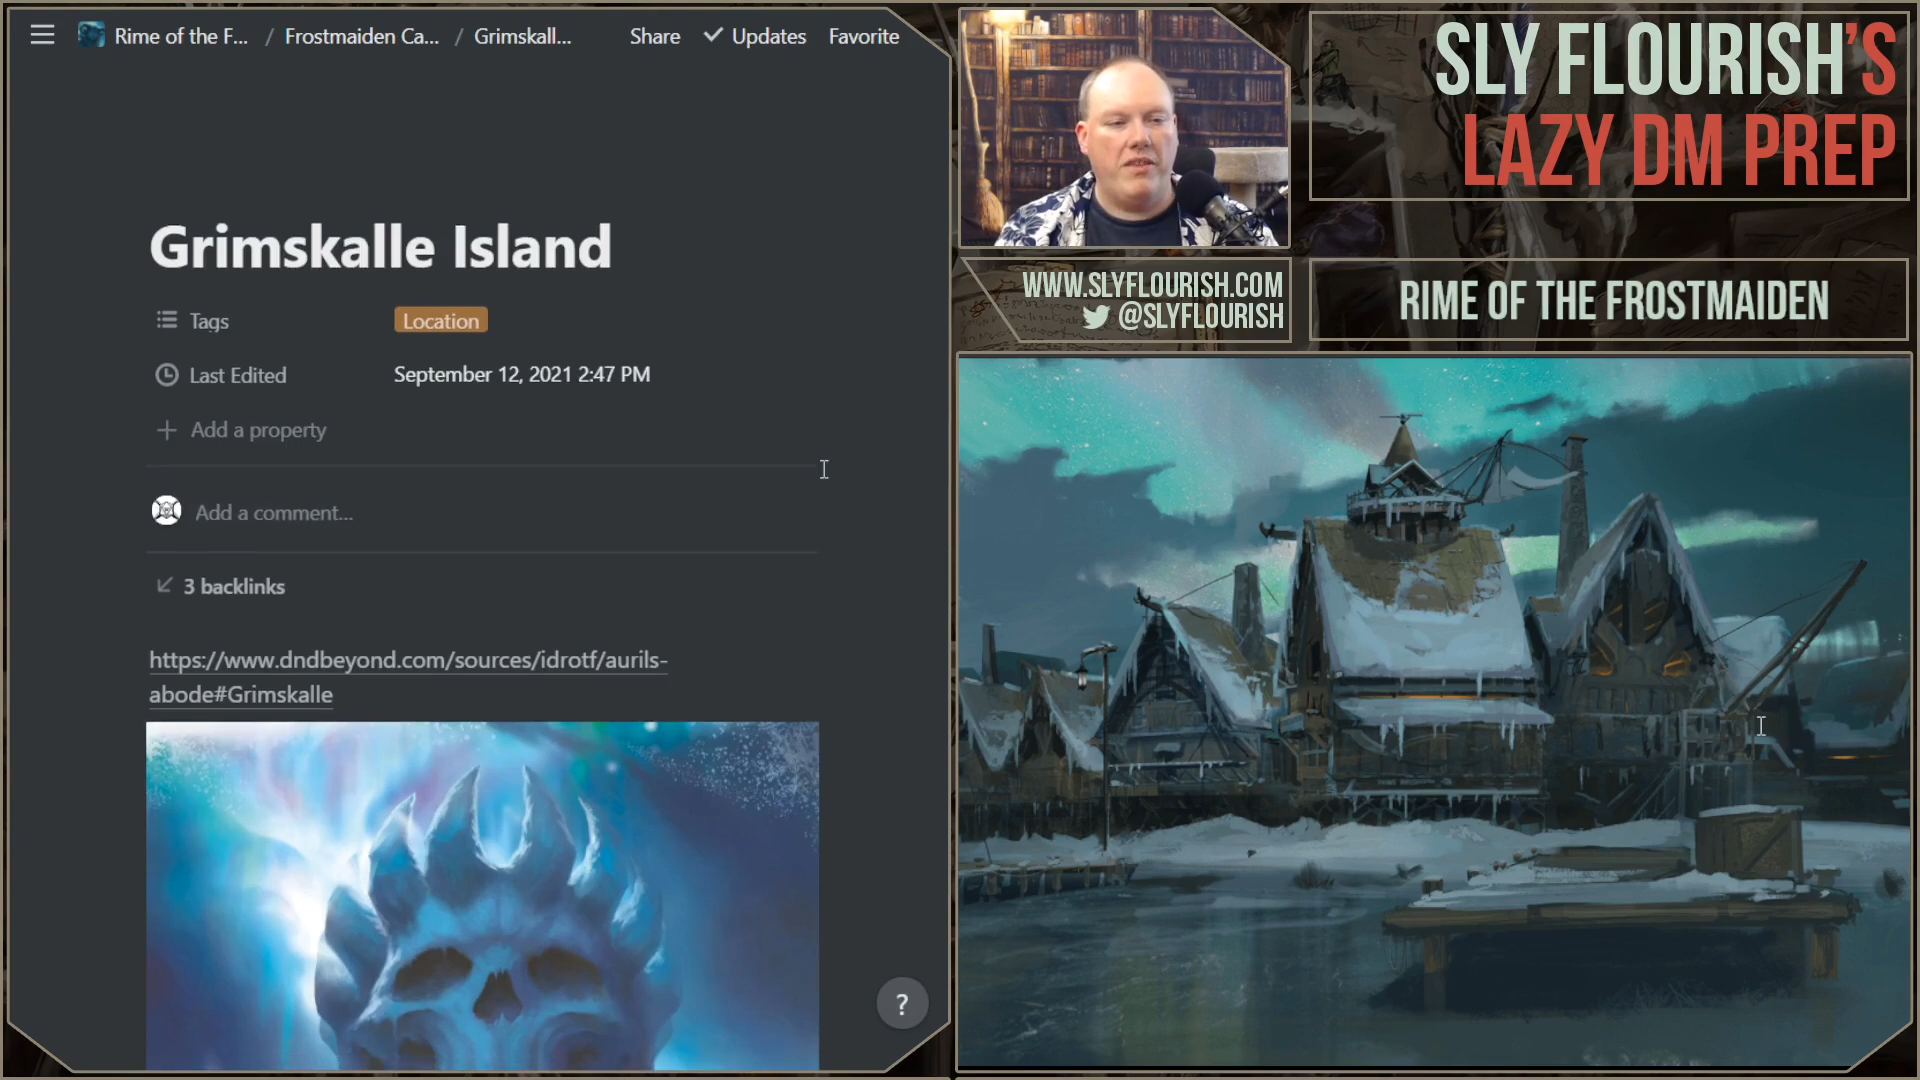 Rime of the F... / Frostmaiden Ca... / Grimskall... Share Updates Favorite
Grimskalle Island
Tags Location
Last Edited September 12, 2021 2:47 PM
Add a property
Add a comment...
3 backlinks
https://www.dndbeyond.com/sources/idrotf/aurils-
abode#Grimskalle
?
WWW.SLYFLOURISH.COM
@SLYFLOURISH
SLY FLOURISH'S
LAZY DM PREP
RIME OF THE FROSTMAIDEN